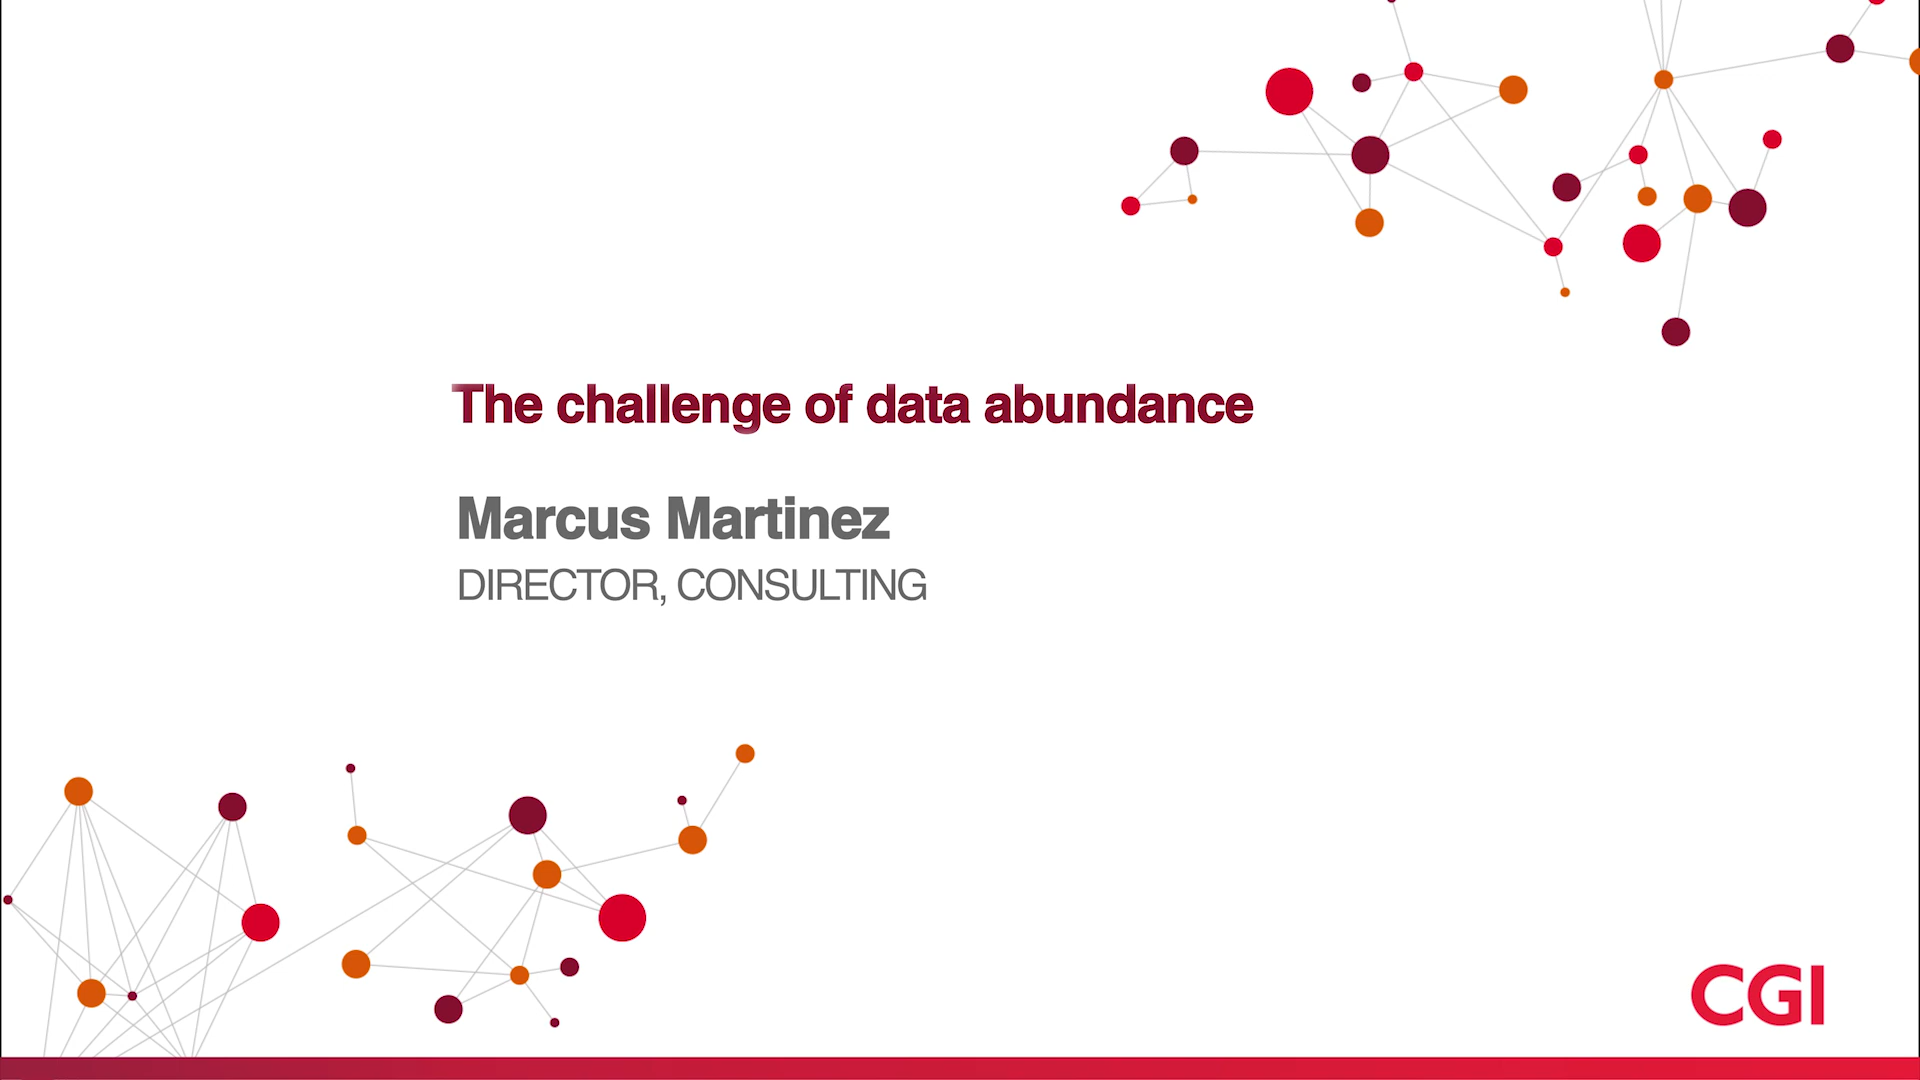 The challenge of data abundance
Marcus Martinez
DIRECTOR, CONSULTING
CGI